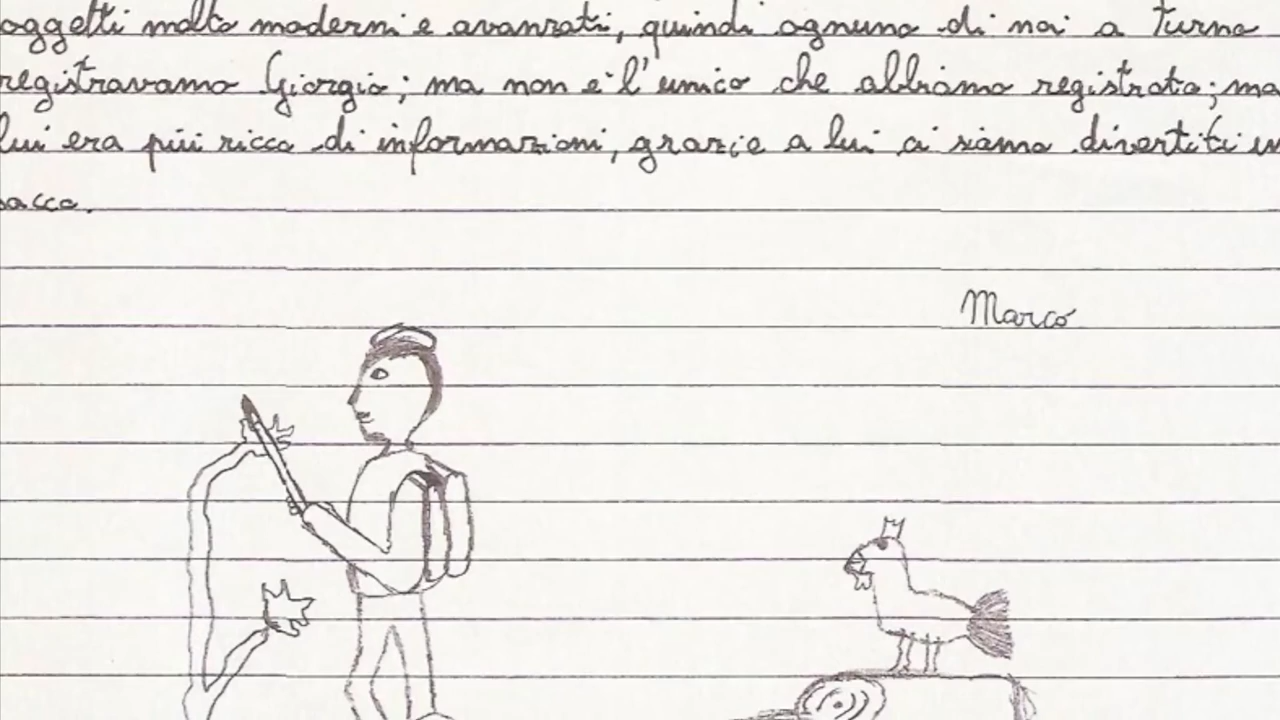 oggetti molto moderni e avanzati, quindi ognuno di noi a turno
registravamo Giorgio; ma non è l'unico che abbiamo registrato; ma
lui era più ricco di informazioni, grazie a lui ci siamo divertiti un
sacco.
Marco